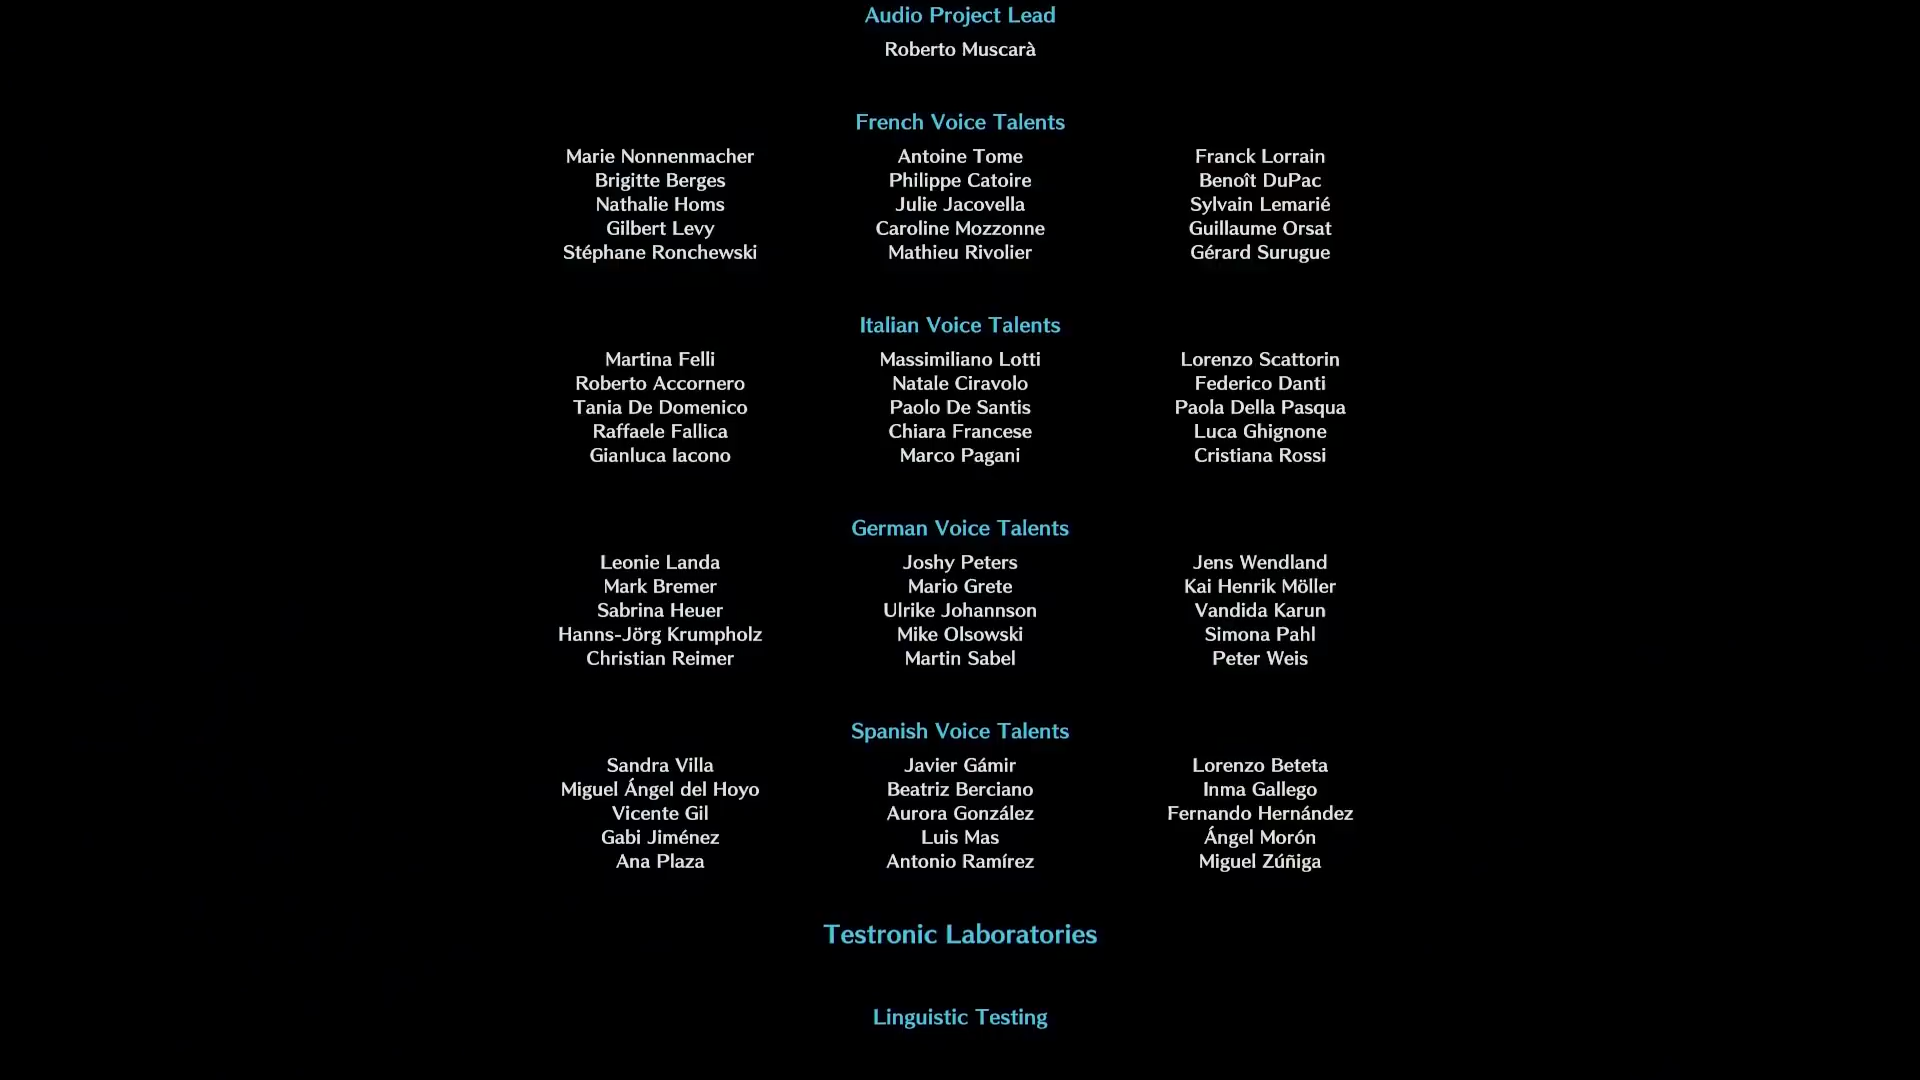 Audio Project Lead
Roberto Muscarà
French Voice Talents
Marie Nonnenmacher Antoine Tome Franck Lorrain
Brigitte Berges Philippe Catoire Benoît DuPac
Nathalie Homs Julie Jacovella Sylvain Lemarié
Gilbert Levy Caroline Mozzonne Guillaume Orsat
Stéphane Ronchewski Mathieu Rivolier Gérard Surugue
Italian Voice Talents
Martina Felli Massimiliano Lotti Lorenzo Scattorin
Roberto Accornero Natale Ciravolo Federico Danti
Tania De Domenico Paolo De Santis Paola Della Pasqua
Raffaele Fallica Chiara Francese Luca Ghignone
Gianluca Iacono Marco Pagani Cristiana Rossi
German Voice Talents
Leonie Landa Joshy Peters Jens Wendland
Mark Bremer Mario Grete Kai Henrik Möller
Sabrina Heuer Ulrike Johannson Vandida Karun
Hanns-Jörg Krumpholz Mike Olsowski Simona Pahl
Christian Reimer Martin Sabel Peter Weis
Spanish Voice Talents
Sandra Villa Javier Gámir Lorenzo Beteta
Miguel Ángel del Hoyo Beatriz Berciano Inma Gallego
Vicente Gil Aurora González Fernando Hernández
Gabi Jiménez Luis Mas Ángel Morón
Ana Plaza Antonio Ramírez Miguel Zúñiga
Testronic Laboratories
Linguistic Testing